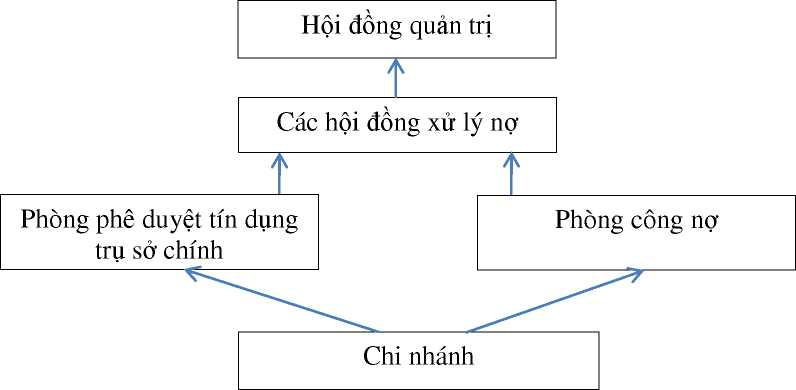 Hội đồng quản trị
Các hội đồng xử lý nợ
Phòng phê duyệt tín dụng
trụ sở chính
Phòng công nợ
Chi nhánh